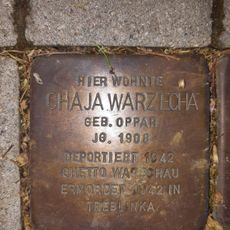 HIER WOHNTE
CHAJA WARZECHA
GEB. OPPAR
JG. 1908
DEPORTIERT 1942
GHETTO WARSCHAU
ERMORDET 1942 IN
TREBLINKA